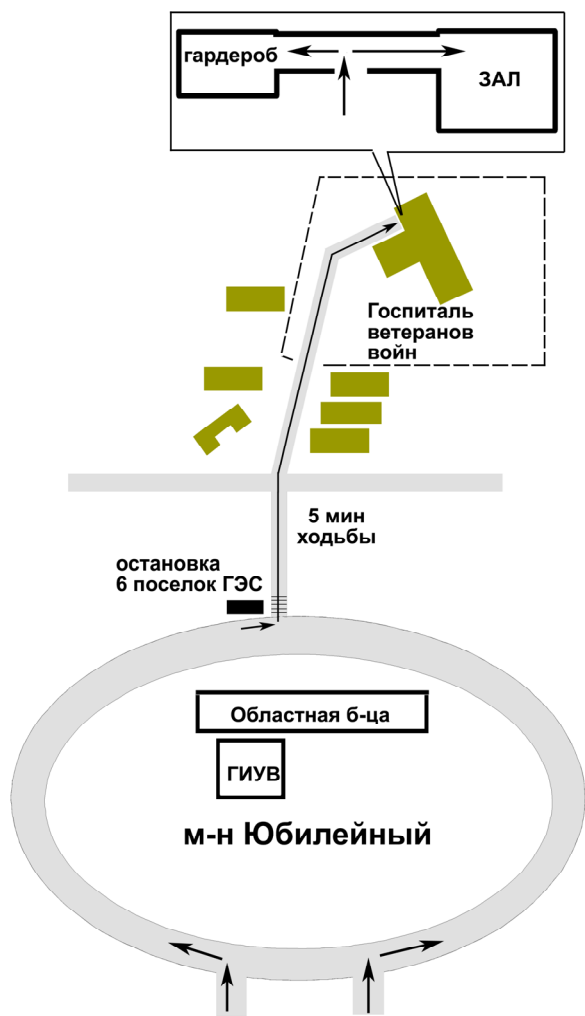 гардероб
ЗАЛ
Госпиталь
ветеранов
войн
5 мин
ходьбы
остановка
6 поселок ГЭС
Областная б-ца
ГИУВ
м-н Юбилейный